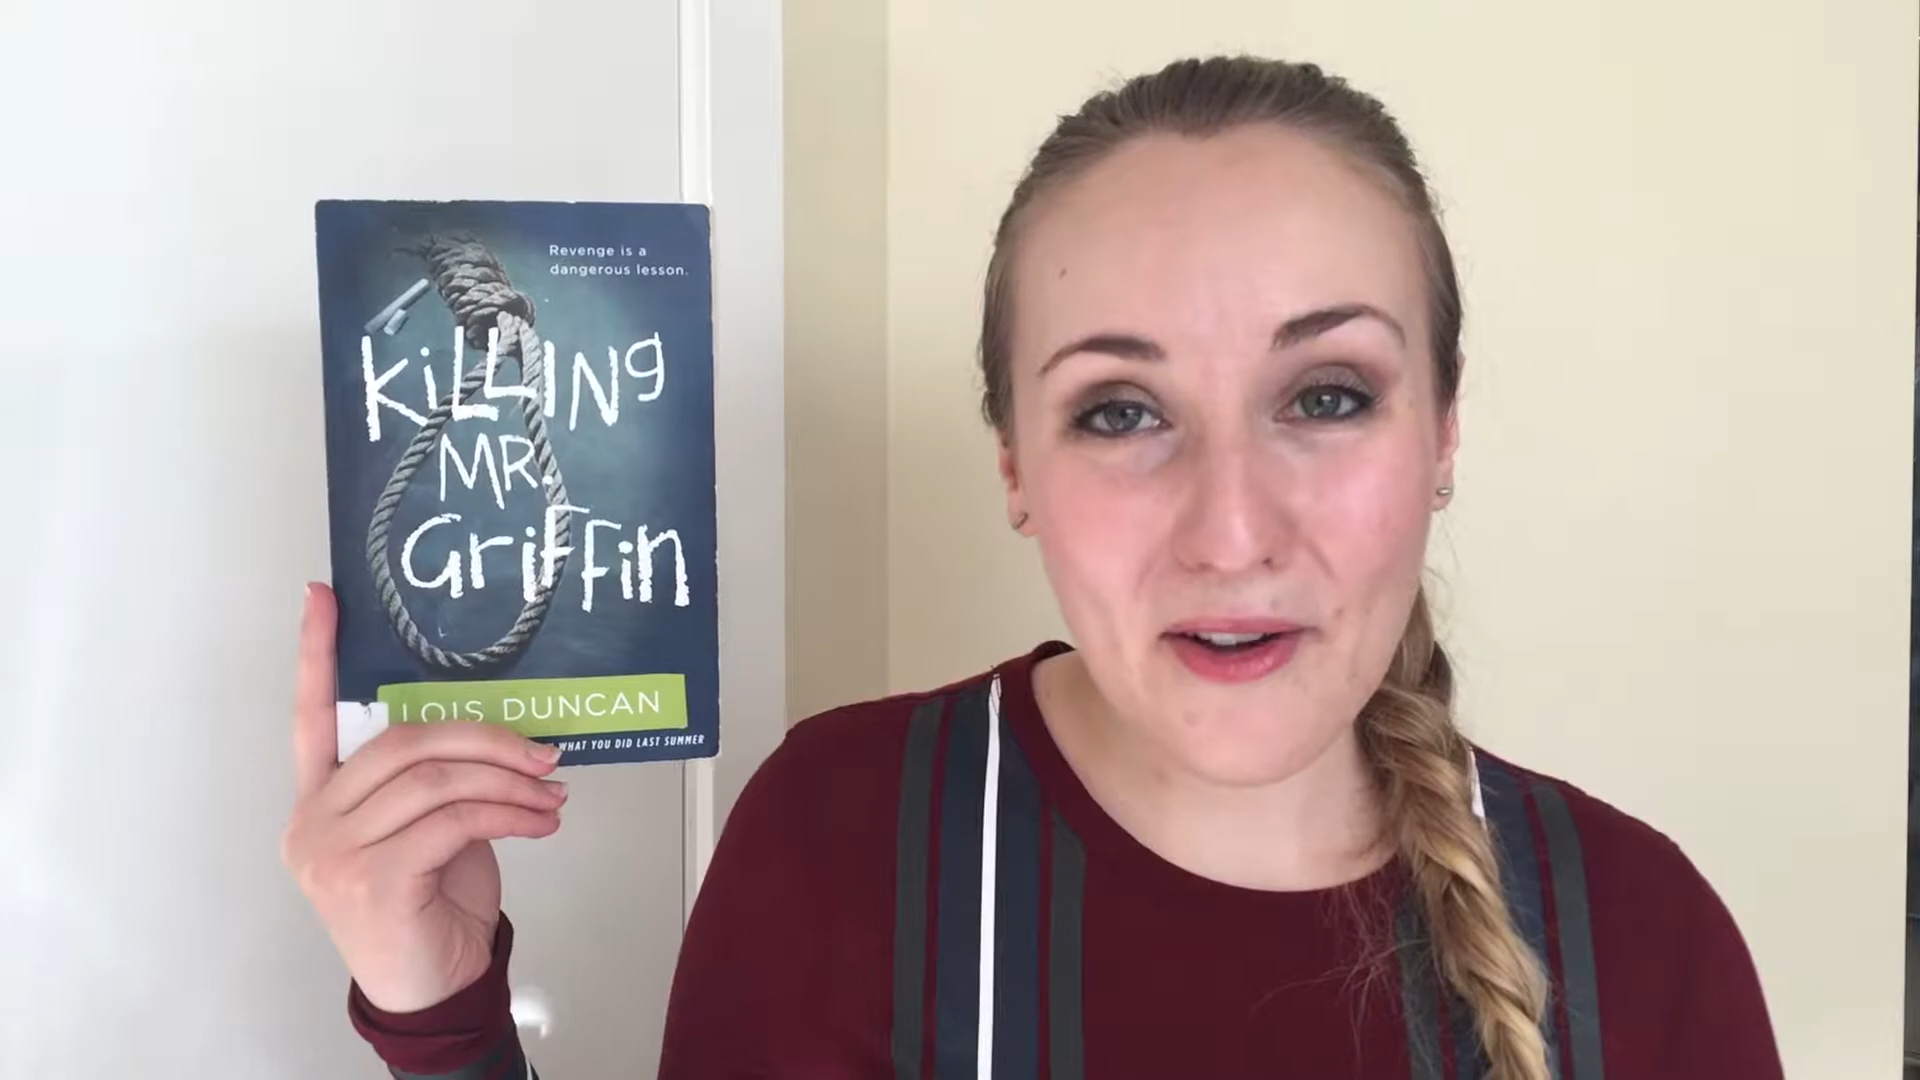 Revenge is a
dangerous lesson.
KiLLING
MR.
GriFFin
LOIS DUNCAN
WHAT YOU DID LAST SUMMER